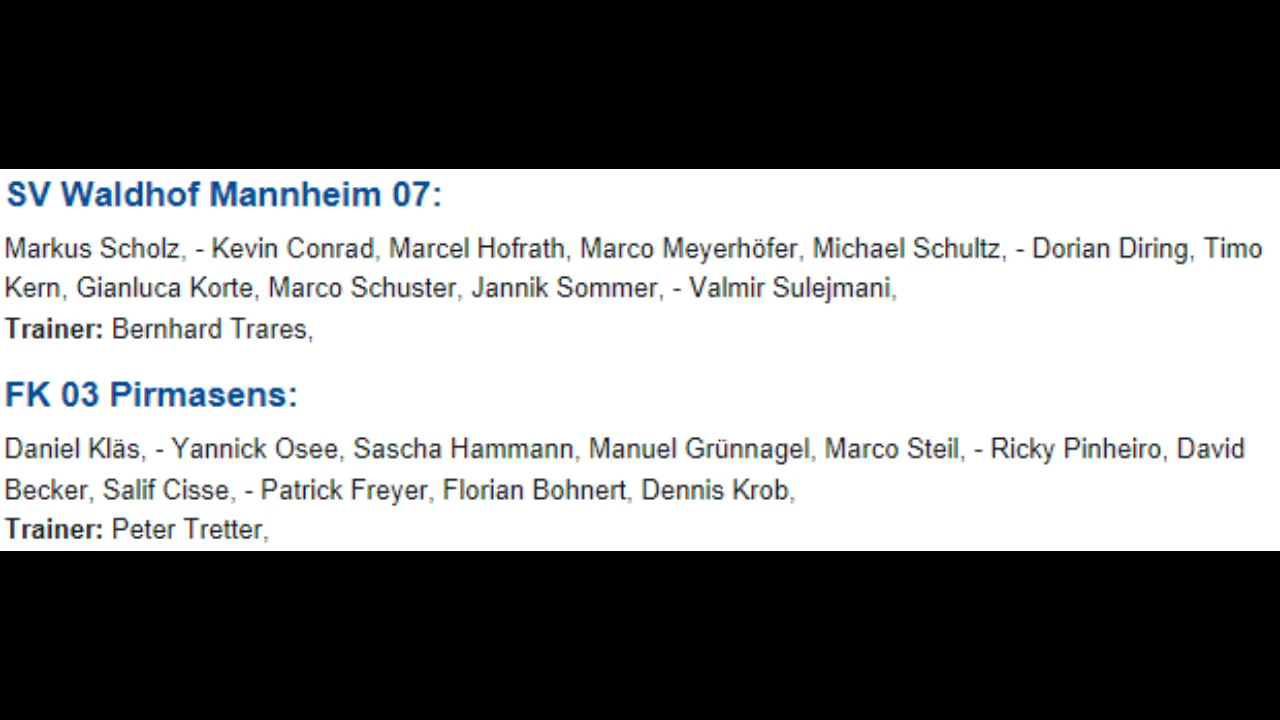 SV Waldhof Mannheim 07:
Markus Scholz, - Kevin Conrad, Marcel Hofrath, Marco Meyerhöfer, Michael Schultz, - Dorian Diring, Timo
Kern, Gianluca Korte, Marco Schuster, Jannik Sommer, - Valmir Sulejmani,
Trainer: Bernhard Trares,
FK 03 Pirmasens:
Daniel Kläs, - Yannick Osee, Sascha Hammann, Manuel Grünnagel, Marco Steil, - Ricky Pinheiro, David
Becker, Salif Cisse, - Patrick Freyer, Florian Bohnert, Dennis Krob,
Trainer: Peter Tretter,